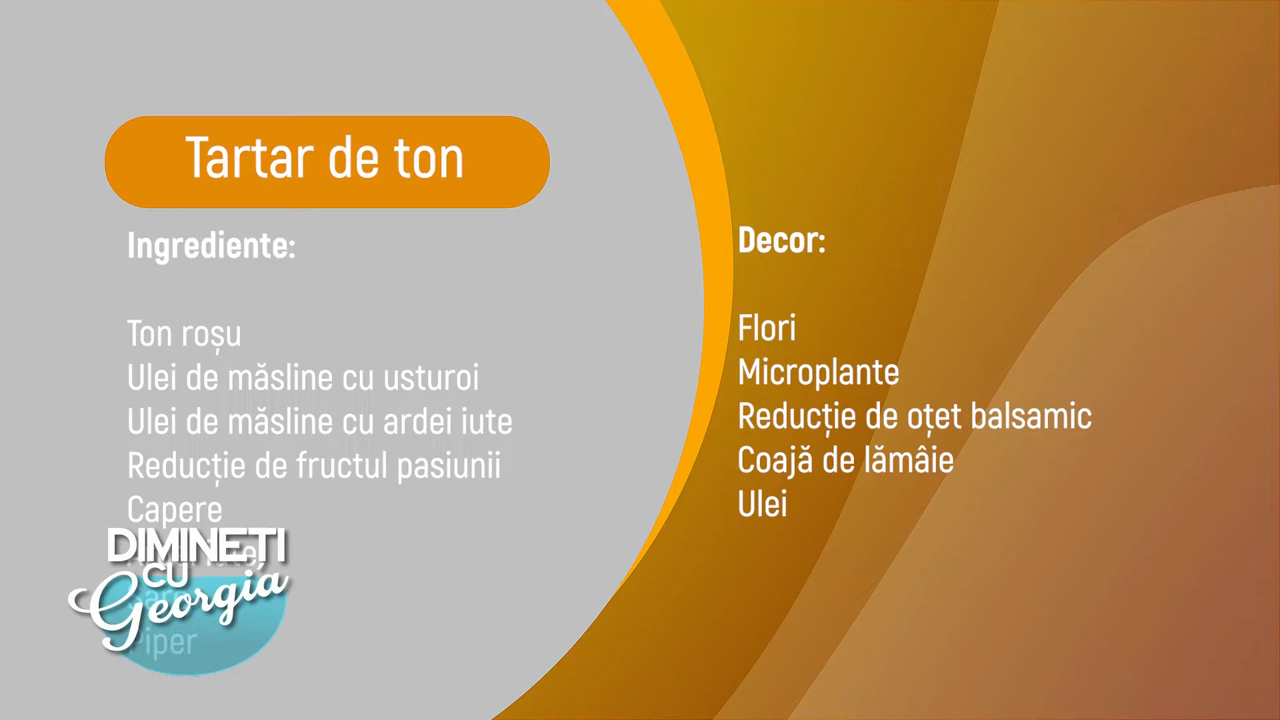 Tartar de ton
Ingrediente:
Ton roșu
Ulei de măsline cu usturoi
Ulei de măsline cu ardei iute
Reducție de fructul pasiunii
Capere
Piper
Decor:
Flori
Microplante
Reducție de oțet balsamic
Coajă de lămâie
Ulei
DIMINEȚI
CU
Georgia